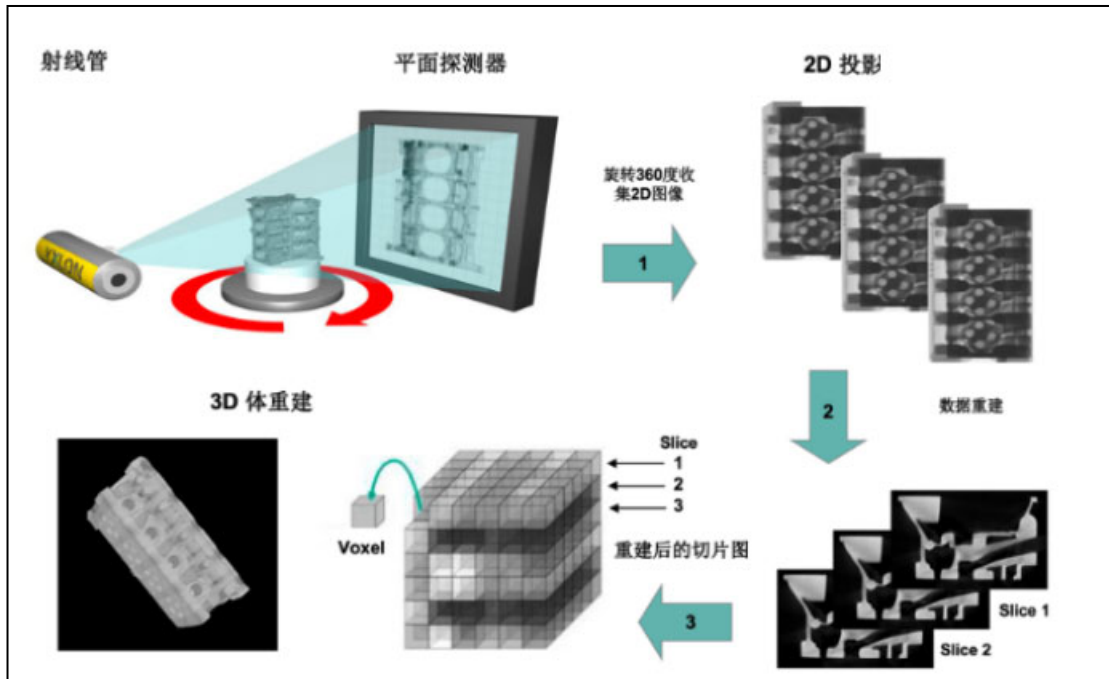 射线管
平面探测器
2D 投影
旋转360度收
集2D图像
1
NO!XƎ⅄
2
数据重建
3D 体重建
Slice
1
2
3
Voxel
重建后的切片图
3
Slice 1
Slice 2